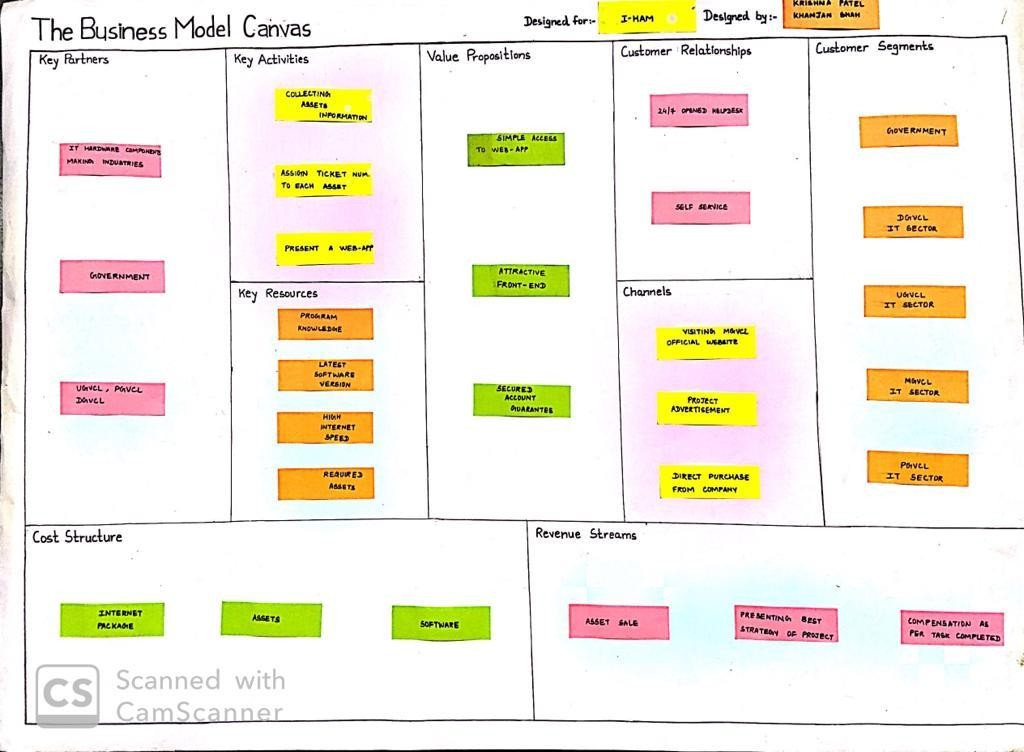 The Business Model Canvas
Designed for:-
I-HAM
Designed by:-
KRISHNA PATEL
KHANJAN SHAH
Key Partners
IT HARDWARE COMPONENTS
MAKING INDUSTRIES
GOVERNMENT
UGVCL, PGVCL
DGVCL
Key Activities
COLLECTING
ASSETS
INFORMATION
ASSIGN TICKET NUM.
TO EACH ASSET
PRESENT A WEB-APP
Key Resources
PROGRAM
KNOWLEDGE
LATEST
SOFTWARE
VERSION
HIGH
INTERNET
SPEED
REQUIRED
ASSETS
Value Propositions
SIMPLE ACCESS
TO WEB-APP
ATTRACTIVE
FRONT-END
SECURED
ACCOUNT
GUARANTEE
Customer Relationships
24/7 OPENED HELPDESK
SELF SERVICE
Channels
VISITING MGVCL
OFFICIAL WEBSITE
PROJECT
ADVERTISEMENT
DIRECT PURCHASE
FROM COMPANY
Customer Segments
GOVERNMENT
DGVCL
IT SECTOR
UGVCL
IT SECTOR
MGVCL
IT SECTOR
PGVCL
IT SECTOR
Cost Structure
INTERNET
PACKAGE
ASSETS
SOFTWARE
Revenue Streams
ASSET SALE
PRESENTING BEST
STRATEGY OF PROJECT
COMPENSATION AS
PER TASK COMPLETED
CS
Scanned with
CamScanner